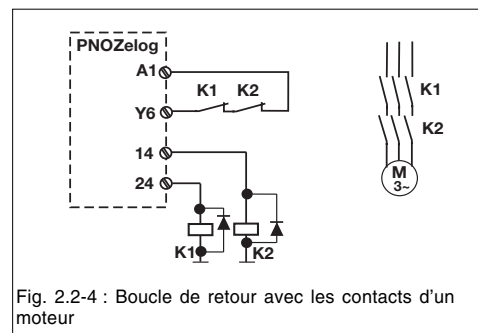 PNOZelog
A1
K1 K2
Y6
14
24
K1
K2
K1
K2
M
3~
Fig. 2.2-4 : Boucle de retour avec les contacts d'un
moteur